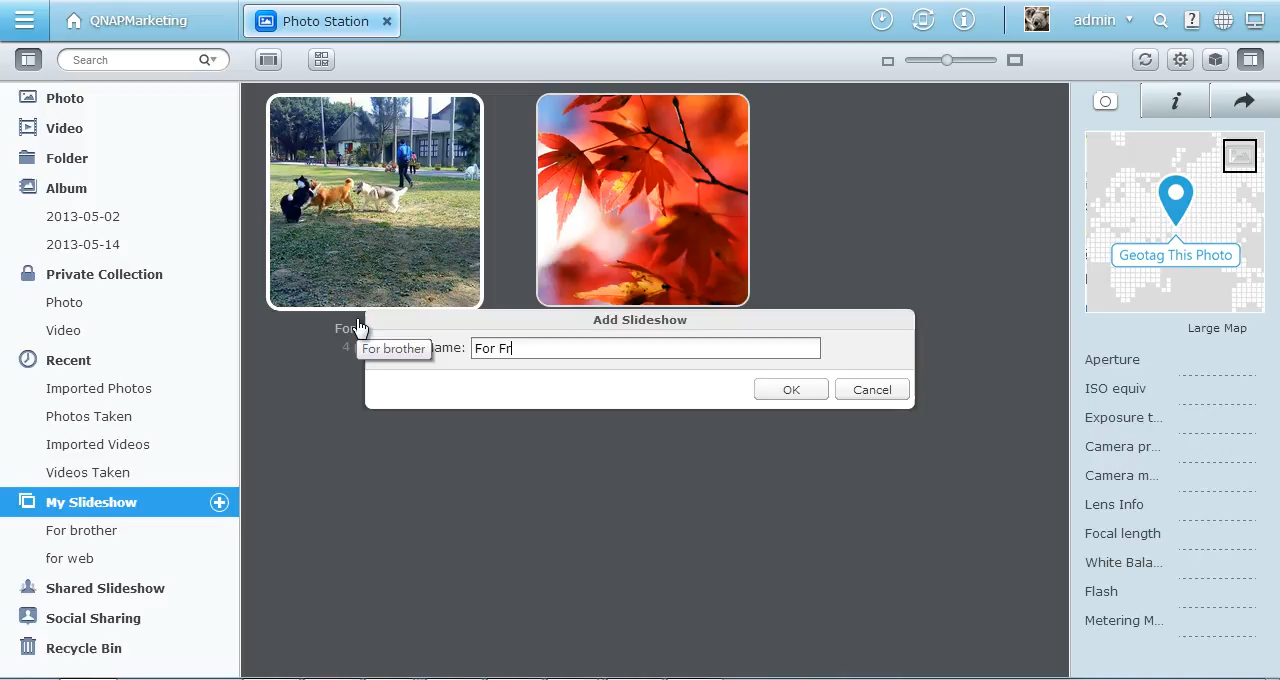 QNAPMarketing
Photo Station
admin
Search
Photo
Video
Folder
Album
2013-05-02
2013-05-14
Private Collection
Photo
Video
Recent
Imported Photos
Photos Taken
Imported Videos
Videos Taken
My Slideshow
For brother
for web
Shared Slideshow
Social Sharing
Recycle Bin
For
4
For brother
Add Slideshow
ame: For Fr
OK
Cancel
Geotag This Photo
Large Map
Aperture
ISO equiv
Exposure t...
Camera pr...
Camera m...
Lens Info
Focal length
White Bala...
Flash
Metering M...